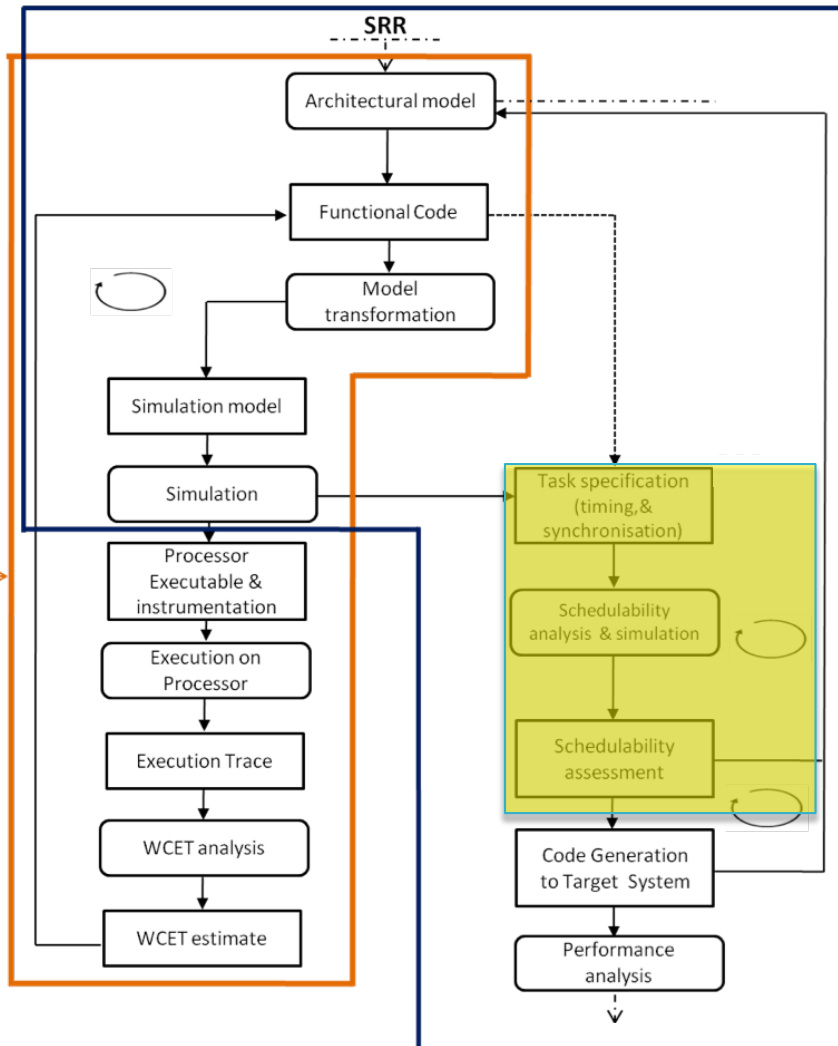 SRR
Architectural model
Functional Code
Model
transformation
Simulation model
Simulation
Task specification
(timing,&
synchronisation)
Processor
Executable &
instrumentation
Schedulability
analysis & simulation
Execution on
Processor
Execution Trace
Schedulability
assessment
WCET analysis
Code Generation
to Target System
WCET estimate
Performance
analysis